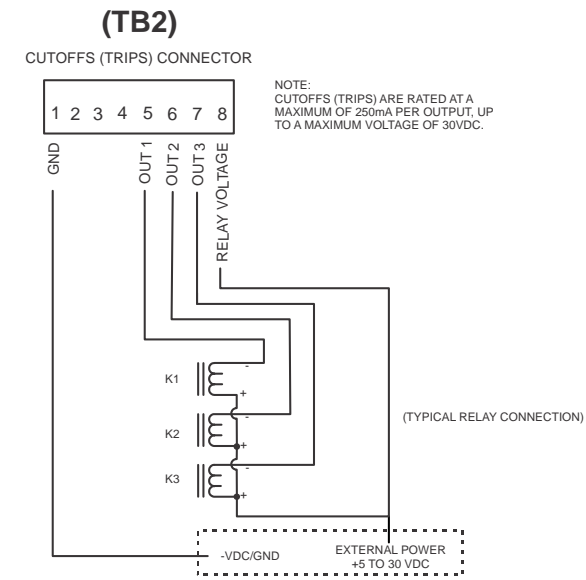 (TB2)
CUTOFFS (TRIPS) CONNECTOR
NOTE:
CUTOFFS (TRIPS) ARE RATED AT A
MAXIMUM OF 250mA PER OUTPUT, UP
TO A MAXIMUM VOLTAGE OF 30VDC.
1 2 3 4 5 6 7 8
GND
OUT 1
OUT 2
OUT 3
RELAY VOLTAGE
-
K1
+
-
K2
+
-
K3
+
(TYPICAL RELAY CONNECTION)
-VDC/GND
EXTERNAL POWER
+5 TO 30 VDC